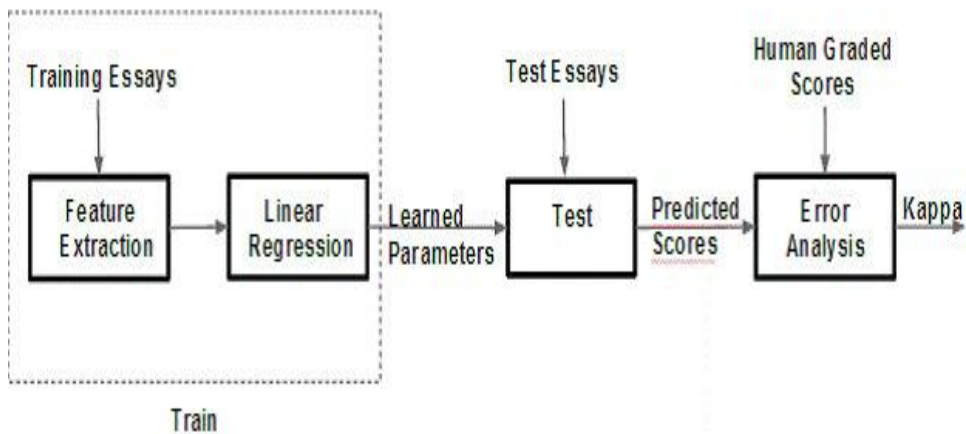 Training Essays
Feature
Extraction
Linear
Regression
Train
Learned
Parameters
Test Essays
Test
Predicted
Scores
Human Graded
Scores
Error
Analysis
Kappa